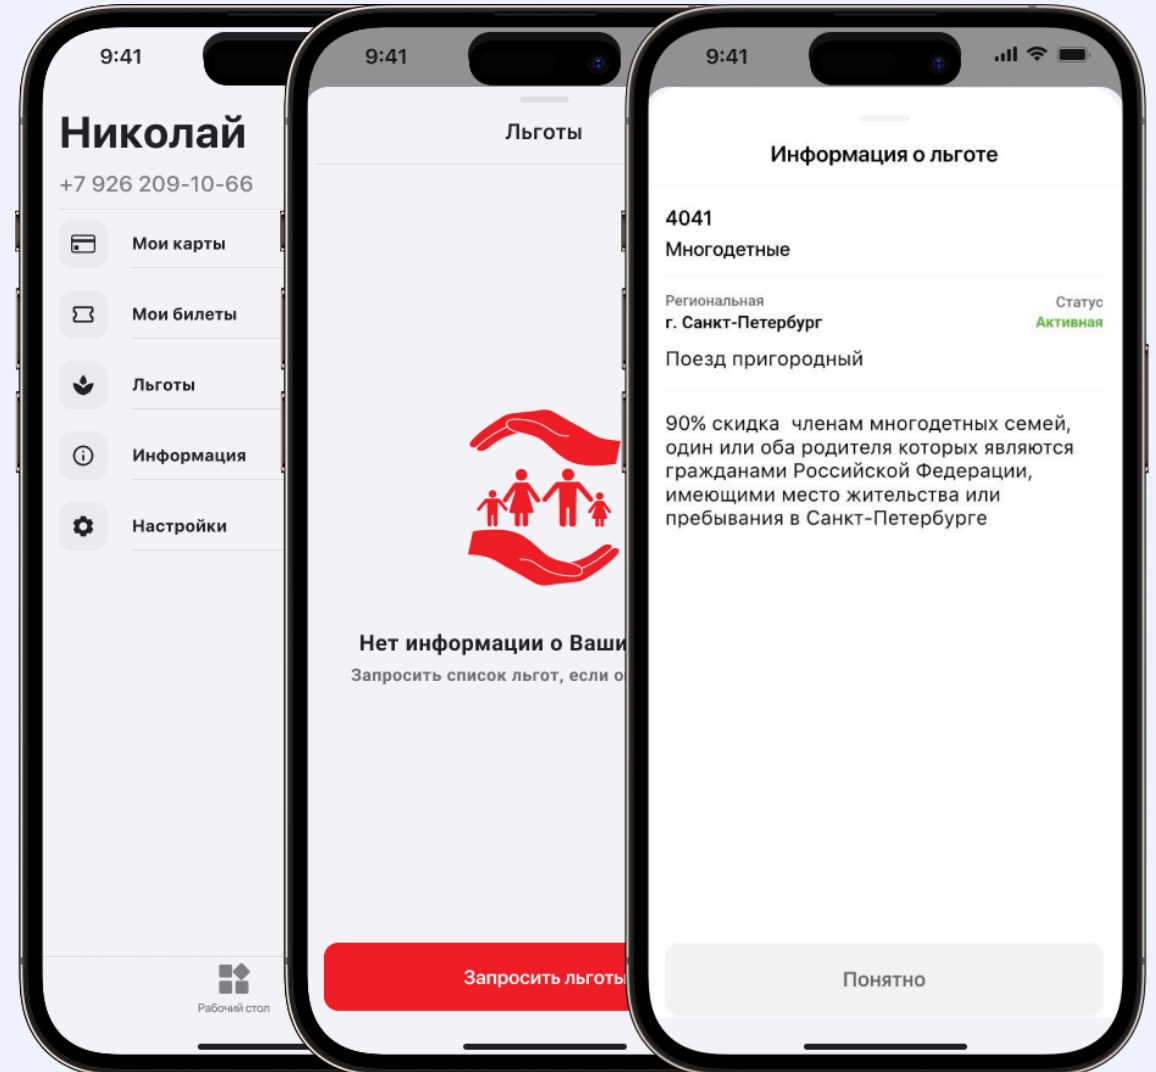 9:41
Николай
+7 926 209-10-66
Мои карты
Мои билеты
Льготы
Информация
Настройки
Рабочий стол
9:41
Льготы
Нет информации о Ваши
Запросить список льгот, если о
Запросить льготы
9:41
Информация о льготе
4041
Многодетные
Региональная
Статус
г. Санкт-Петербург
Активная
Поезд пригородный
90% скидка членам многодетных семей,
один или оба родителя которых являются
гражданами Российской Федерации,
имеющими место жительства или
пребывания в Санкт-Петербурге
Понятно